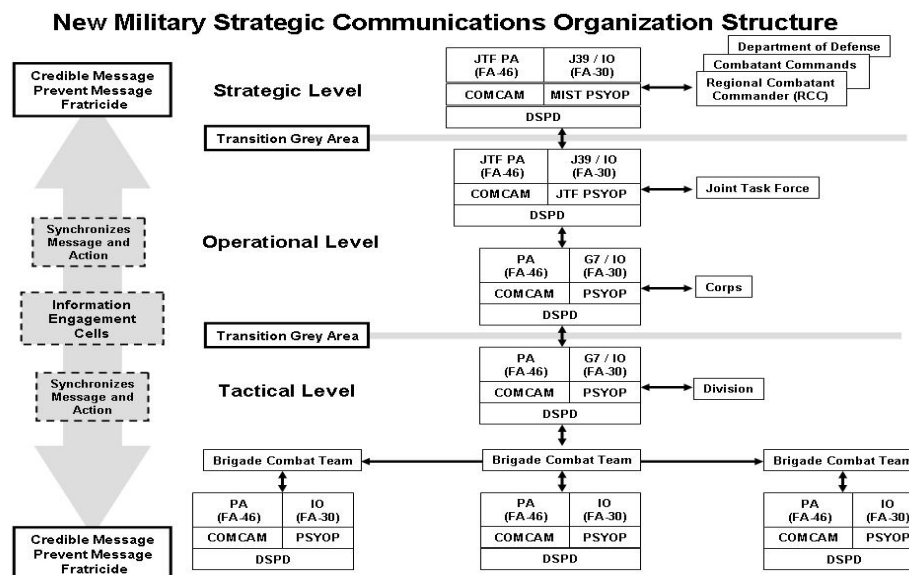 New Military Strategic Communications Organization Structure
Credible Message
Prevent Message
Fratricide
Strategic Level
JTF PA
(FA-46)
J39 / IO
(FA-30)
COMCAM
MIST PSYOP
DSPD
Department of Defense
Combatant Commands
Regional Combatant
Commander (RCC)
Transition Grey Area
JTF PA
(FA-46)
J39 / IO
(FA-30)
COMCAM
JTF PSYOP
DSPD
Joint Task Force
Synchronizes
Message and
Action
Operational Level
PA
(FA-46)
G7 / IO
(FA-30)
COMCAM
PSYOP
DSPD
Corps
Information
Engagement
Cells
Transition Grey Area
PA
(FA-46)
G7 / IO
(FA-30)
COMCAM
PSYOP
DSPD
Division
Synchronizes
Message and
Action
Tactical Level
Brigade Combat Team
Brigade Combat Team
Brigade Combat Team
PA
(FA-46)
IO
(FA-30)
COMCAM
PSYOP
DSPD
PA
(FA-46)
IO
(FA-30)
COMCAM
PSYOP
DSPD
PA
(FA-46)
IO
(FA-30)
COMCAM
PSYOP
DSPD
Credible Message
Prevent Message
Fratricide